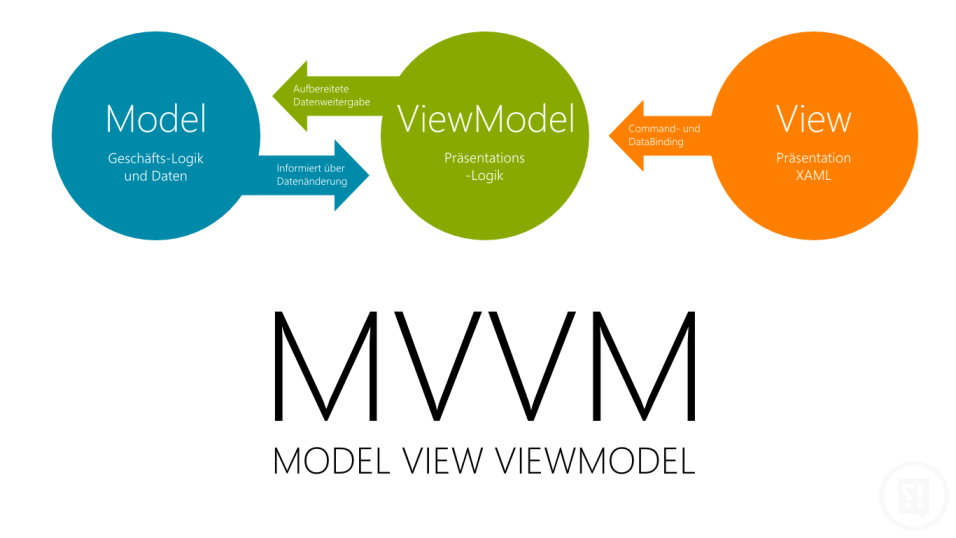 Model
Geschäfts-Logik
und Daten
Aufbereitete
Datenweitergabe
Informiert über
Datenänderung
ViewModel
Präsentations
-Logik
Command- und
DataBinding
View
Präsentation
XAML
MVVM
MODEL VIEW VIEWMODEL